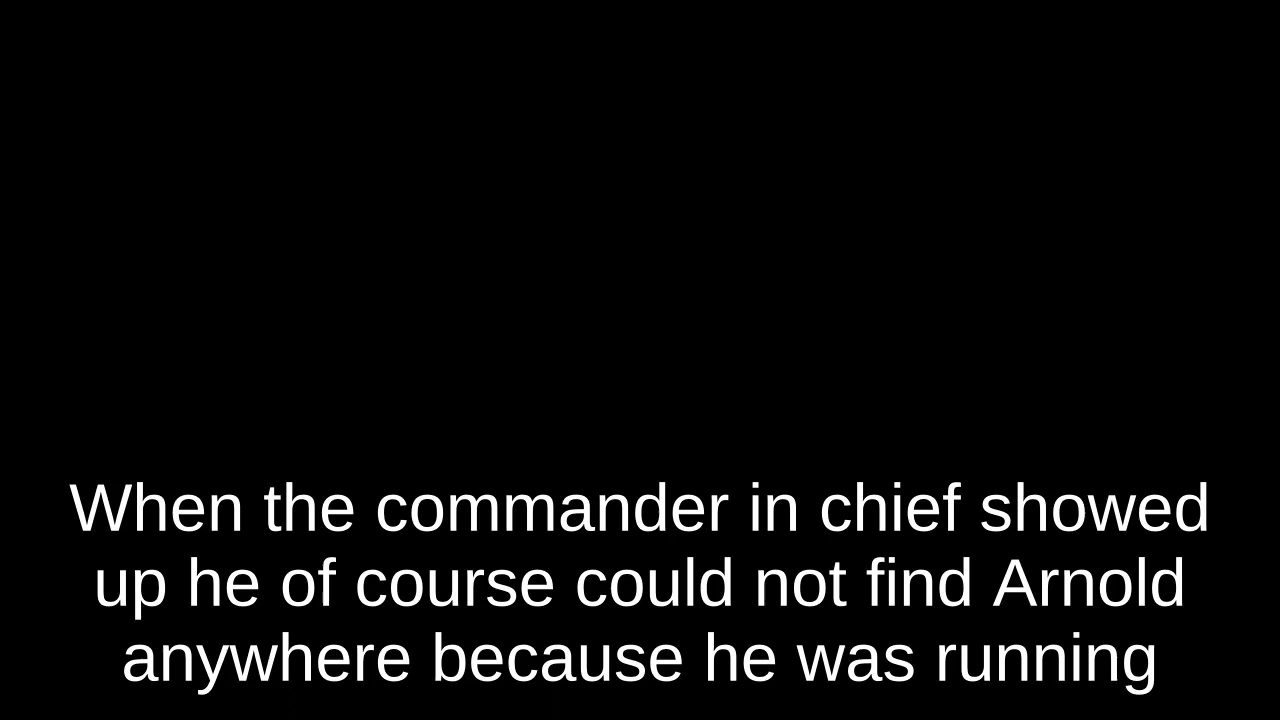 When the commander in chief showed
up he of course could not find Arnold
anywhere because he was running